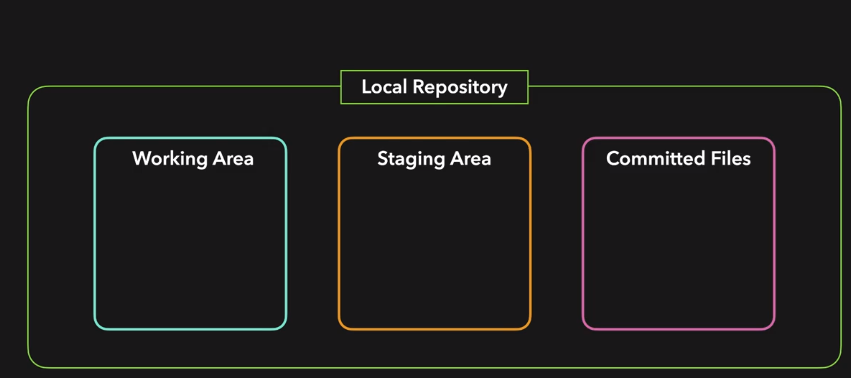 Local Repository
Working Area
Staging Area
Committed Files